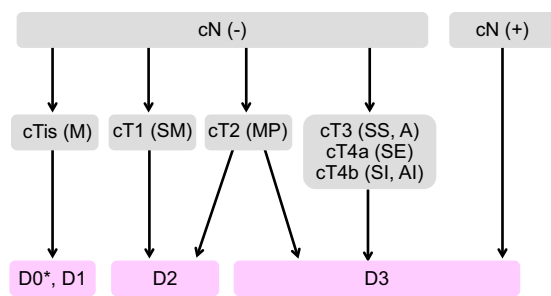 cN (-)
cN (+)
cTis (M)
cT1 (SM)
cT2 (MP)
cT3 (SS, A)
cT4a (SE)
cT4b (SI, AI)
D0*, D1
D2
D3